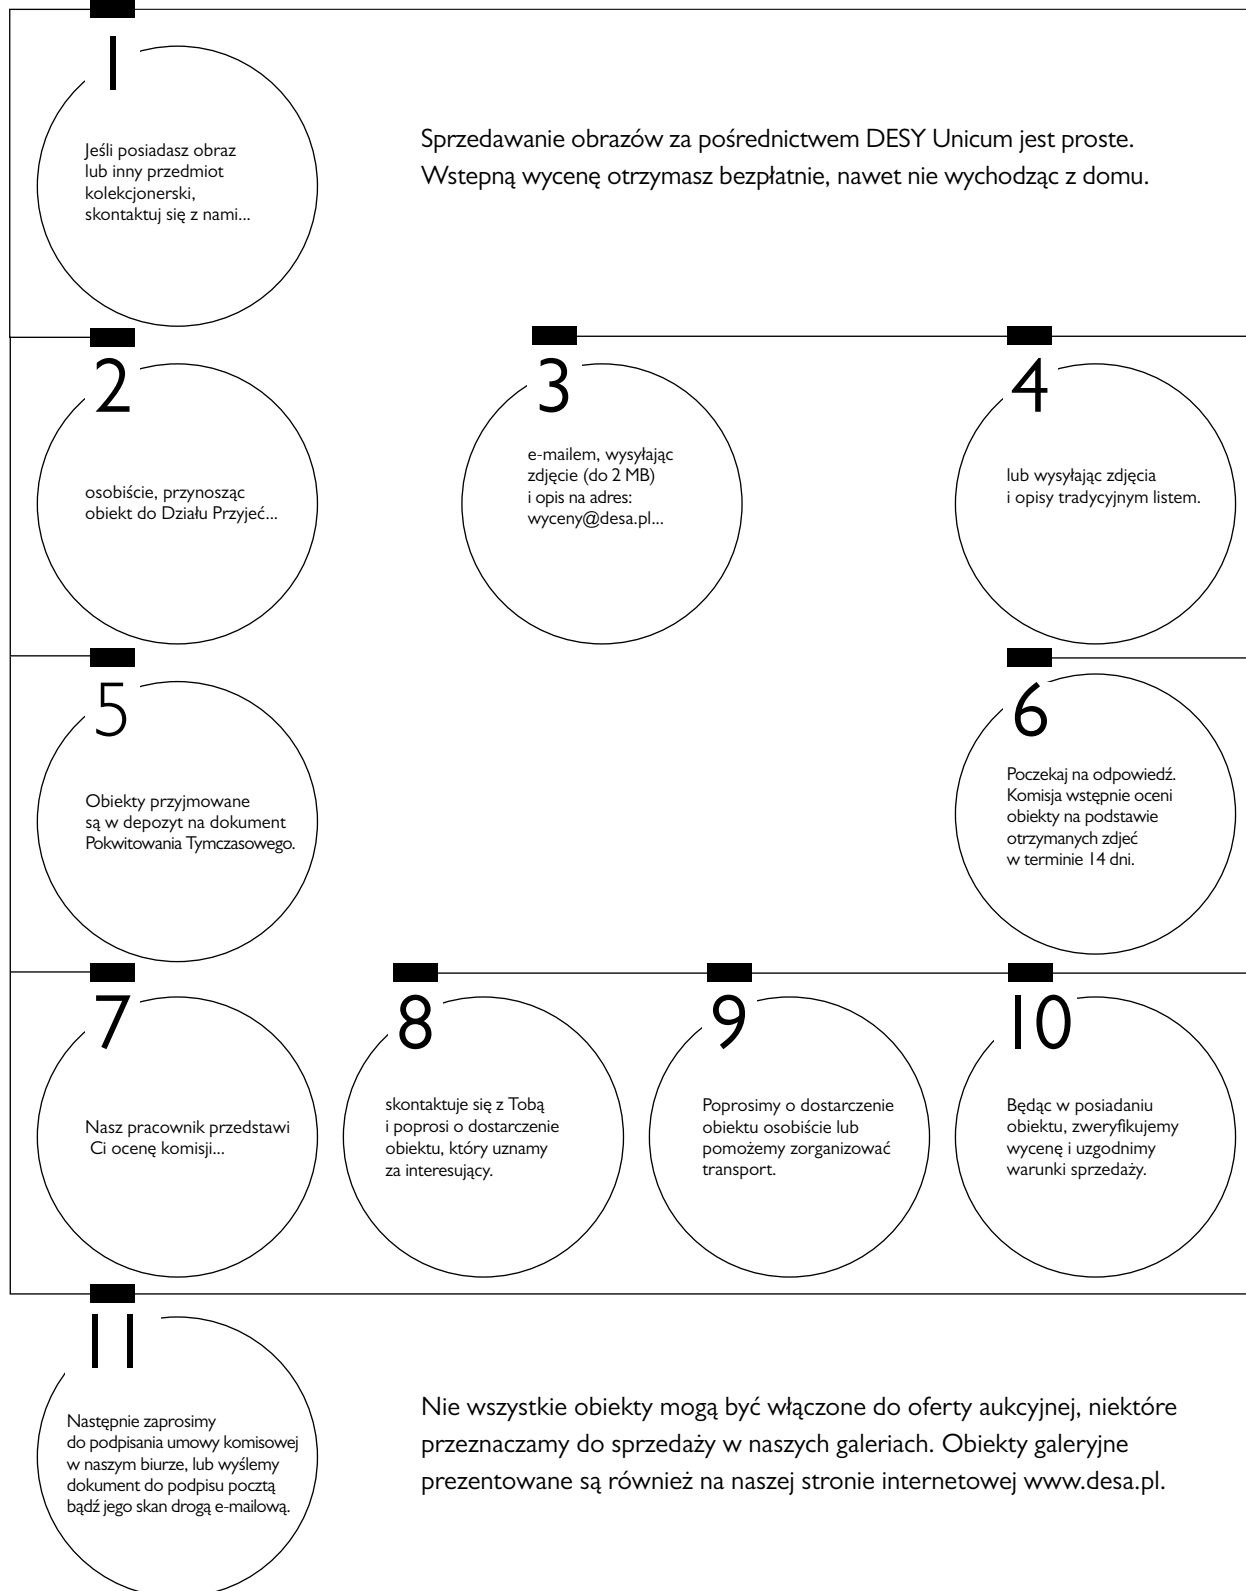 1
Jeśli posiadasz obraz
lub inny przedmiot
kolekcjonerski,
skontaktuj się z nami...
Sprzedawanie obrazów za pośrednictwem DESY Unicum jest proste.
Wstepną wycenę otrzymasz bezpłatnie, nawet nie wychodząc z domu.
2
osobiście, przynosząc
obiekt do Działu Przyjeć...
3
e-mailem, wysyłając
zdjęcie (do 2 MB)
i opis na adres:
wyceny@desa.pl...
4
lub wysyłając zdjęcia
i opisy tradycyjnym listem.
5
Obiekty przyjmowane
są w depozyt na dokument
Pokwitowania Tymczasowego.
6
Poczekaj na odpowiedź.
Komisja wstępnie oceni
obiekty na podstawie
otrzymanych zdjeć
w terminie 14 dni.
7
Nasz pracownik przedstawi
Ci ocenę komisji...
8
skontaktuje się z Tobą
i poprosi o dostarczenie
obiektu, który uznamy
za interesujący.
9
Poprosimy o dostarczenie
obiektu osobiście lub
pomożemy zorganizować
transport.
10
Będąc w posiadaniu
obiektu, zweryfikujemy
wycenę i uzgodnimy
warunki sprzedaży.
11
Następnie zaprosimy
do podpisania umowy komisowej
w naszym biurze, lub wyślemy
dokument do podpisu pocztą
bądź jego skan drogą e-mailową.
Nie wszystkie obiekty mogą być włączone do oferty aukcyjnej, niektóre
przeznaczamy do sprzedaży w naszych galeriach. Obiekty galeryjne
prezentowane są również na naszej stronie internetowej www.desa.pl.